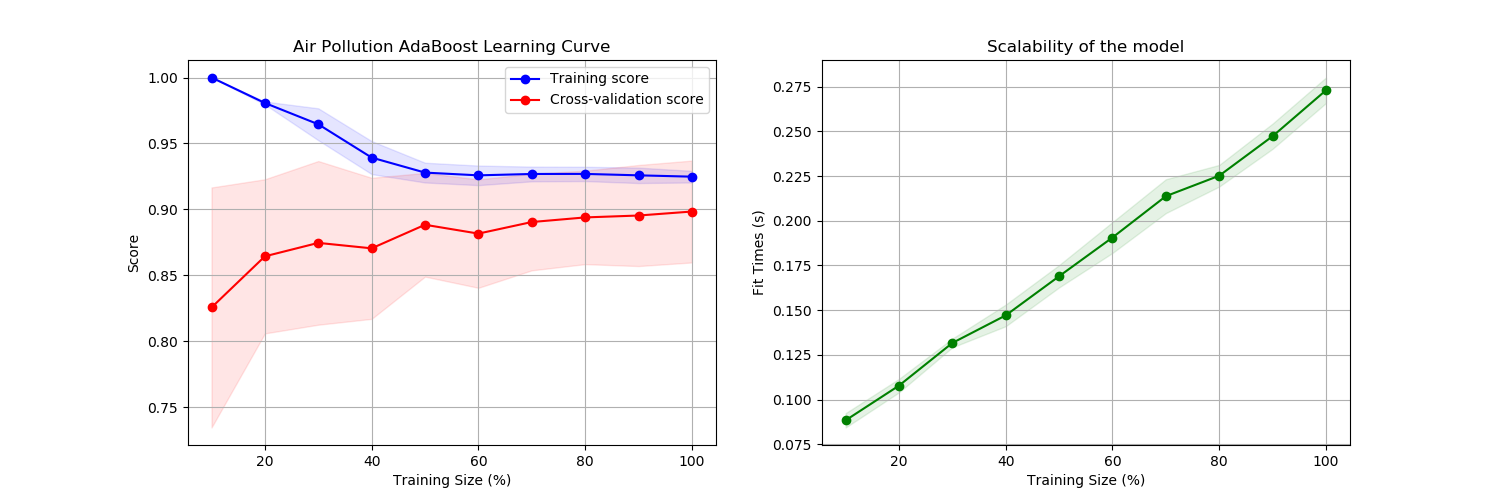 Air Pollution AdaBoost Learning Curve
Training score
Cross-validation score
1.00
0.95
0.90
0.85
0.80
0.75
Score
20 40 60 80 100
Training Size (%)
Scalability of the model
0.275
0.250
0.225
0.200
0.175
0.150
0.125
0.100
0.075
Fit Times (s)
20 40 60 80 100
Training Size (%)